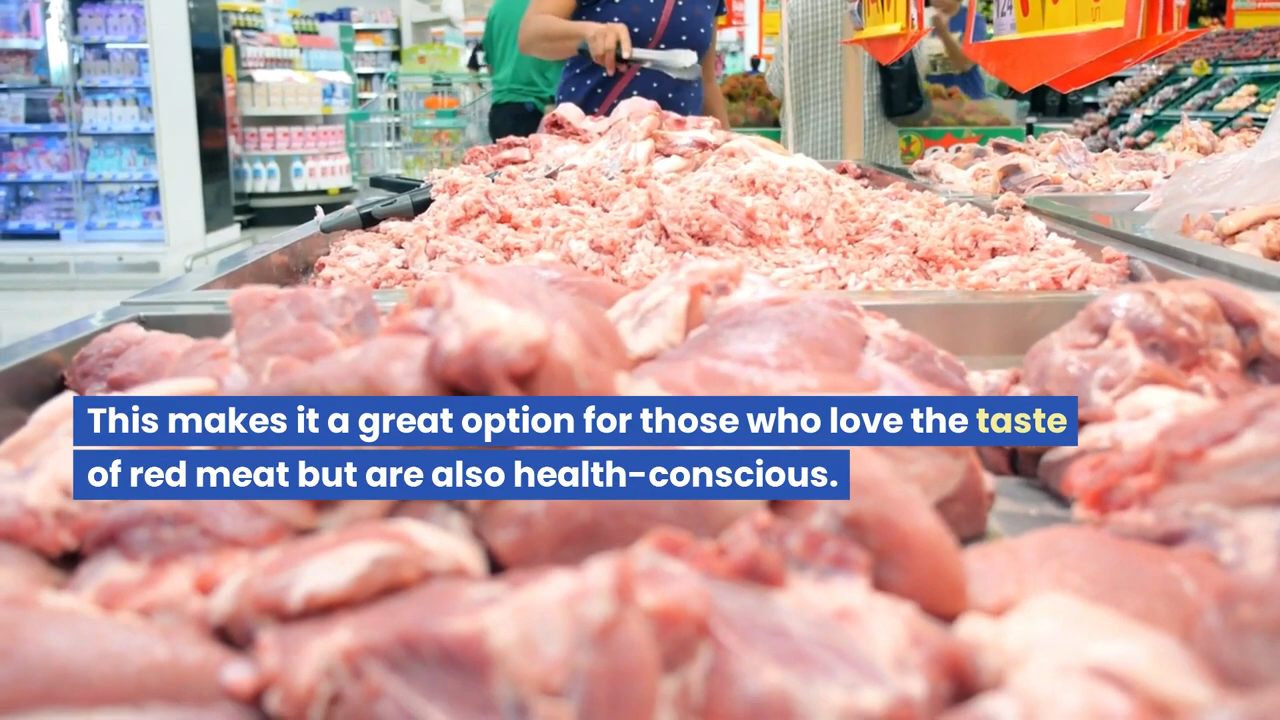 This makes it a great option for those who love the taste
of red meat but are also health-conscious.